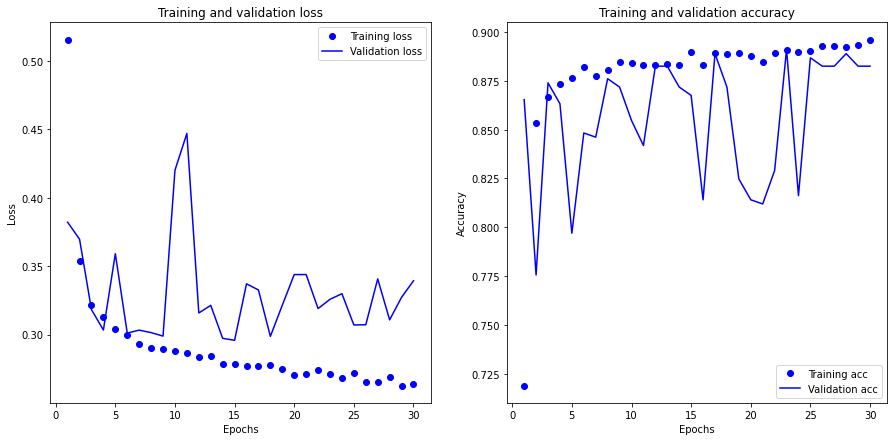 Training and validation loss
Training loss
Validation loss
0.50
0.45
0.40
0.35
0.30
Loss
0 5 10 15 20 25 30
Epochs
Training and validation accuracy
0.900
0.875
0.850
0.825
0.800
0.775
0.750
0.725
Accuracy
Training acc
Validation acc
0 5 10 15 20 25 30
Epochs